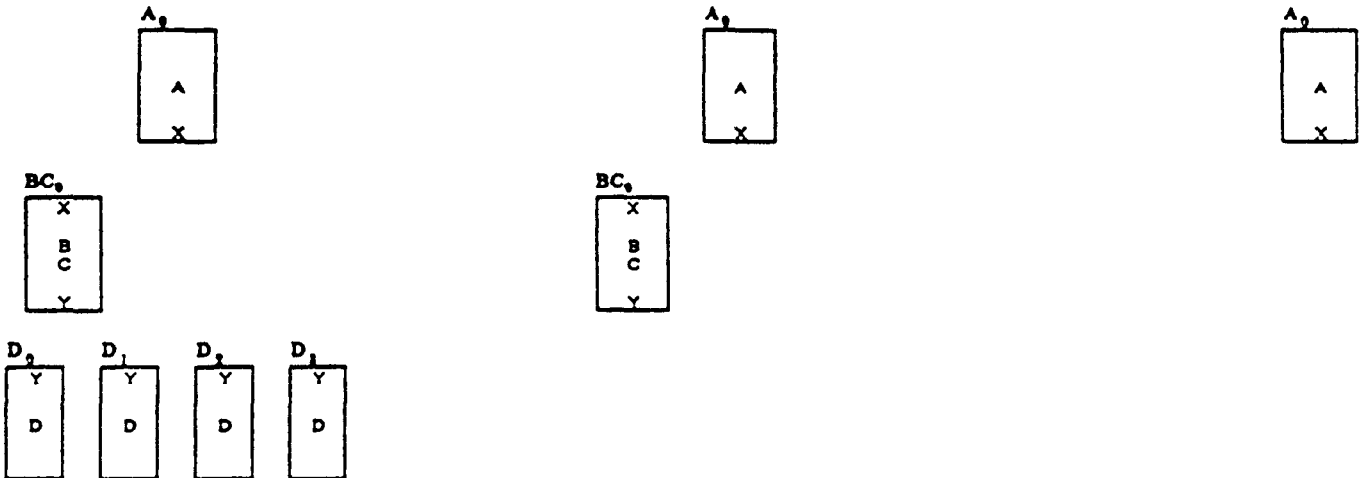 A₀ A₀ A₀
A A A
X X X
BC₀ BC₀
X X
B B
C C
Y Y
D₀ D₁ D₂ D₃
Y Y Y Y
D D D D